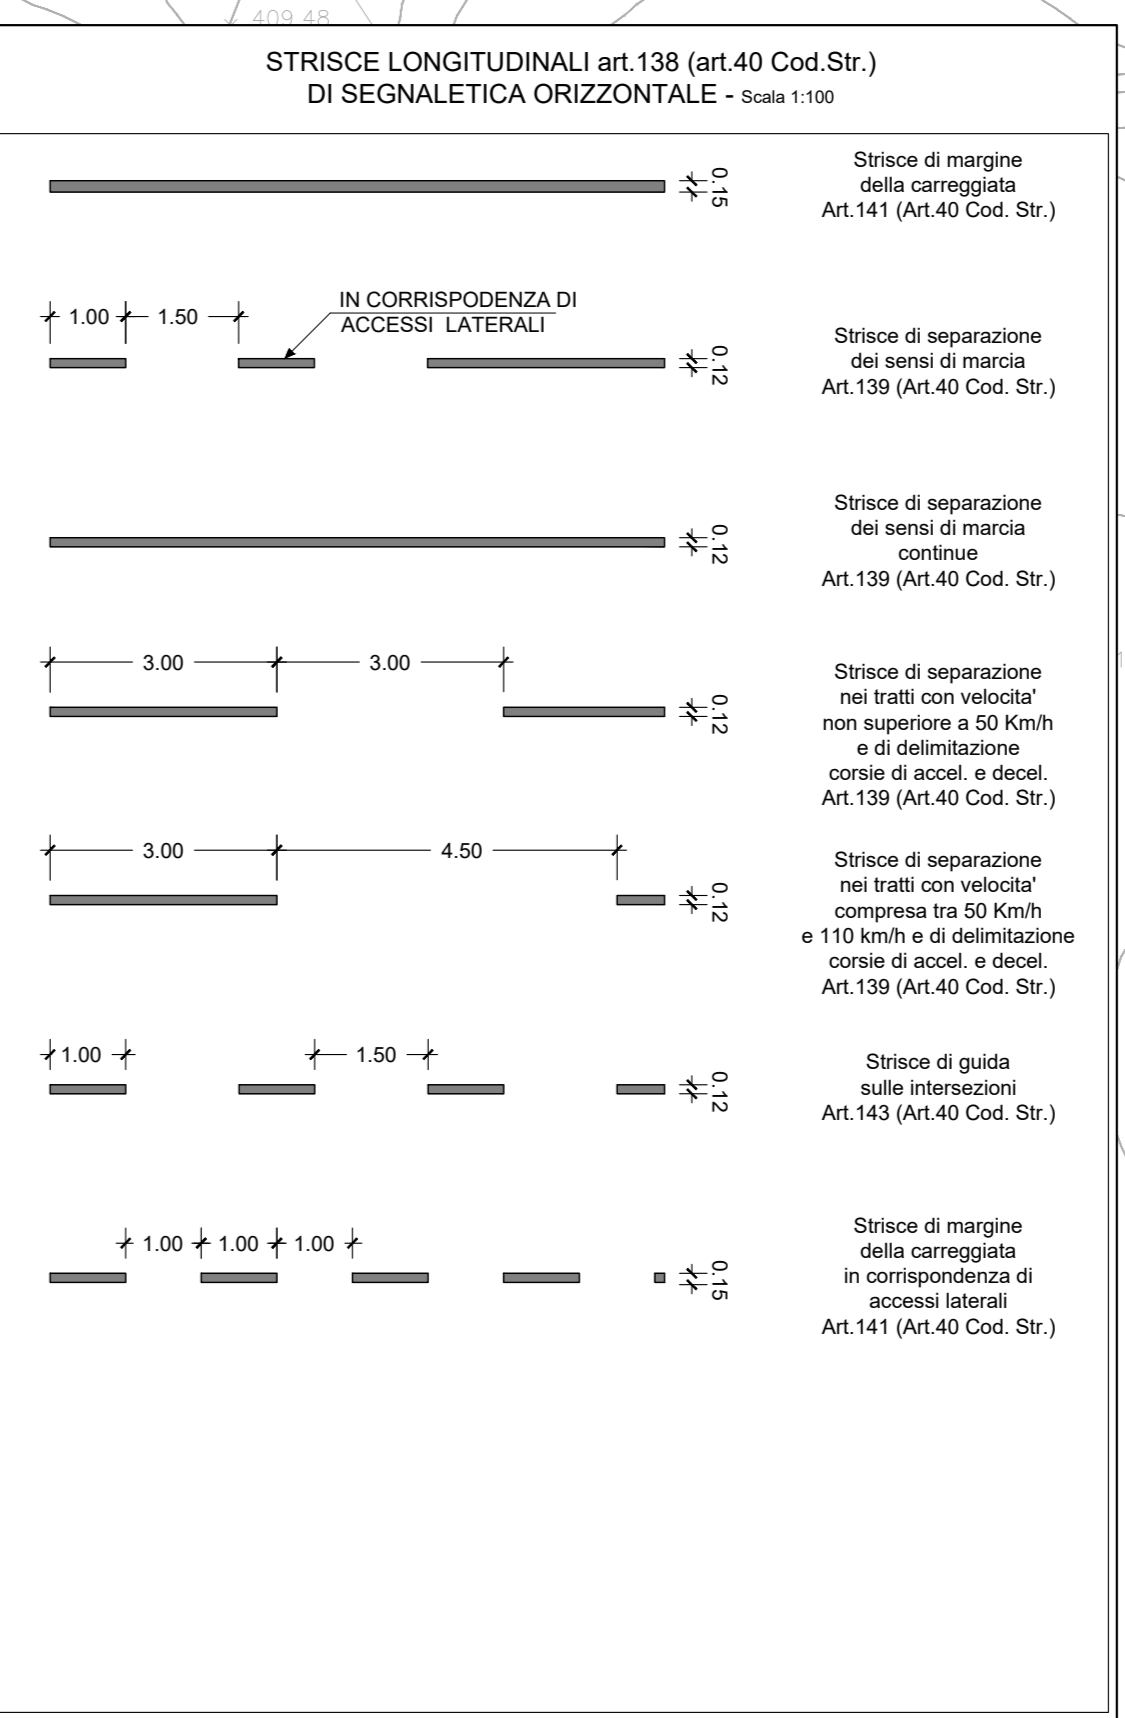 409 48
STRISCE LONGITUDINALI art.138 (art.40 Cod.Str.)
DI SEGNALETICA ORIZZONTALE - Scala 1:100
0.15
Strisce di margine
della carreggiata
Art.141 (Art.40 Cod. Str.)
1.00
1.50
IN CORRISPODENZA DI
ACCESSI LATERALI
0.12
Strisce di separazione
dei sensi di marcia
Art.139 (Art.40 Cod. Str.)
0.12
Strisce di separazione
dei sensi di marcia
continue
Art.139 (Art.40 Cod. Str.)
3.00
3.00
0.12
Strisce di separazione
nei tratti con velocita'
non superiore a 50 Km/h
e di delimitazione
corsie di accel. e decel.
Art.139 (Art.40 Cod. Str.)
3.00
4.50
0.12
Strisce di separazione
nei tratti con velocita'
compresa tra 50 Km/h
e 110 km/h e di delimitazione
corsie di accel. e decel.
Art.139 (Art.40 Cod. Str.)
1.00
1.50
0.12
Strisce di guida
sulle intersezioni
Art.143 (Art.40 Cod. Str.)
1.00
1.00
1.00
0.15
Strisce di margine
della carreggiata
in corrispondenza di
accessi laterali
Art.141 (Art.40 Cod. Str.)